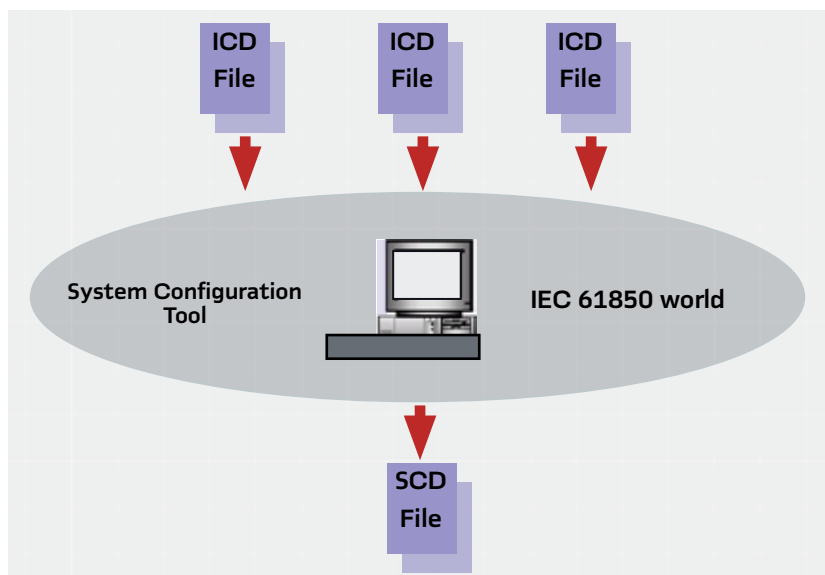 ICD
File
ICD
File
ICD
File
System Configuration
Tool
IEC 61850 world
SCD
File